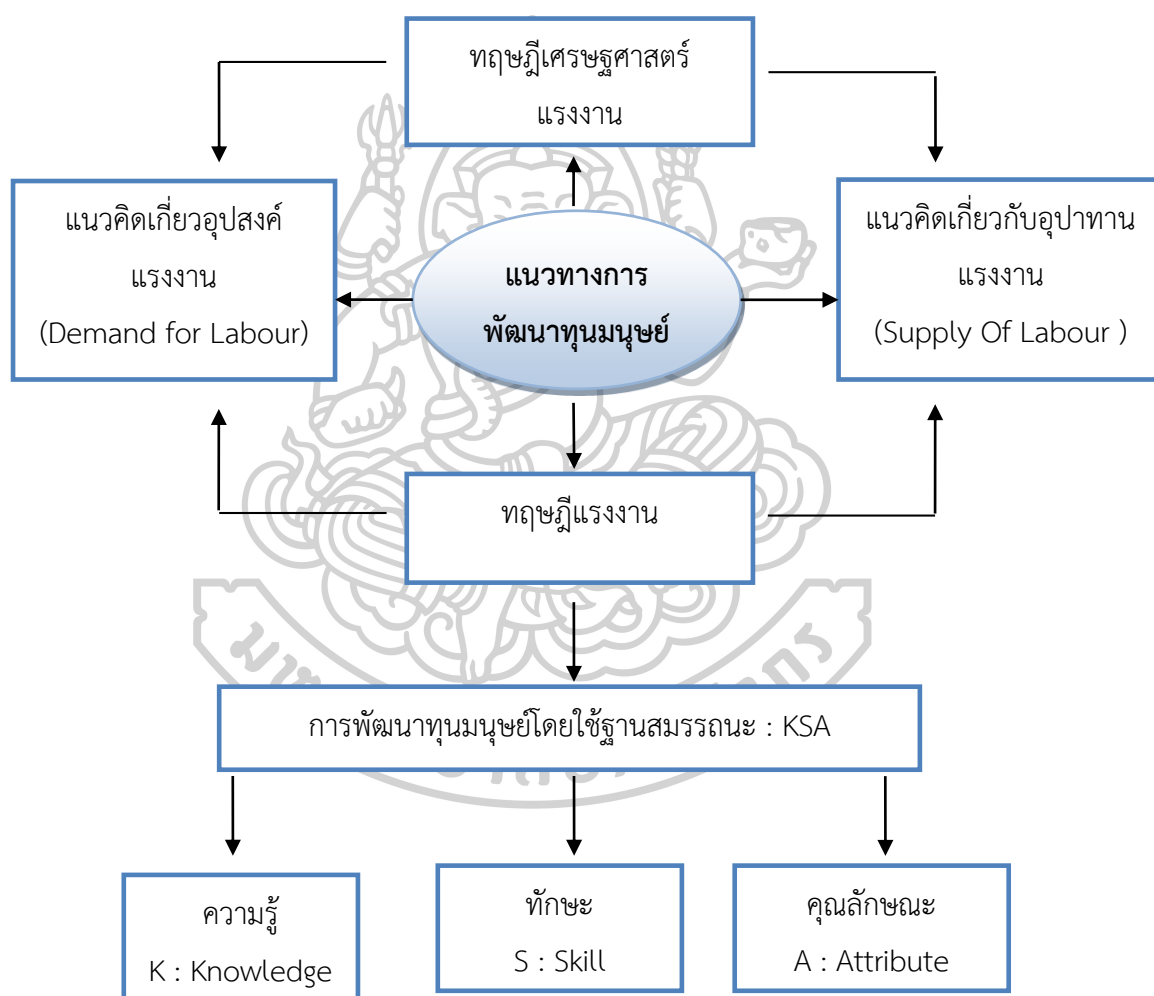 ทฤษฎีเศรษฐศาสตร์
แรงงาน
แนวคิดเกี่ยวอุปสงค์
แรงงาน
(Demand for Labour)
แนวทางการ
พัฒนาทุนมนุษย์
แนวคิดเกี่ยวกับอุปาทาน
แรงงาน
(Supply Of Labour )
ทฤษฎีแรงงาน
การพัฒนาทุนมนุษย์โดยใช้ฐานสมรรถนะ : KSA
ความรู้
K : Knowledge
ทักษะ
S : Skill
คุณลักษณะ
A : Attribute